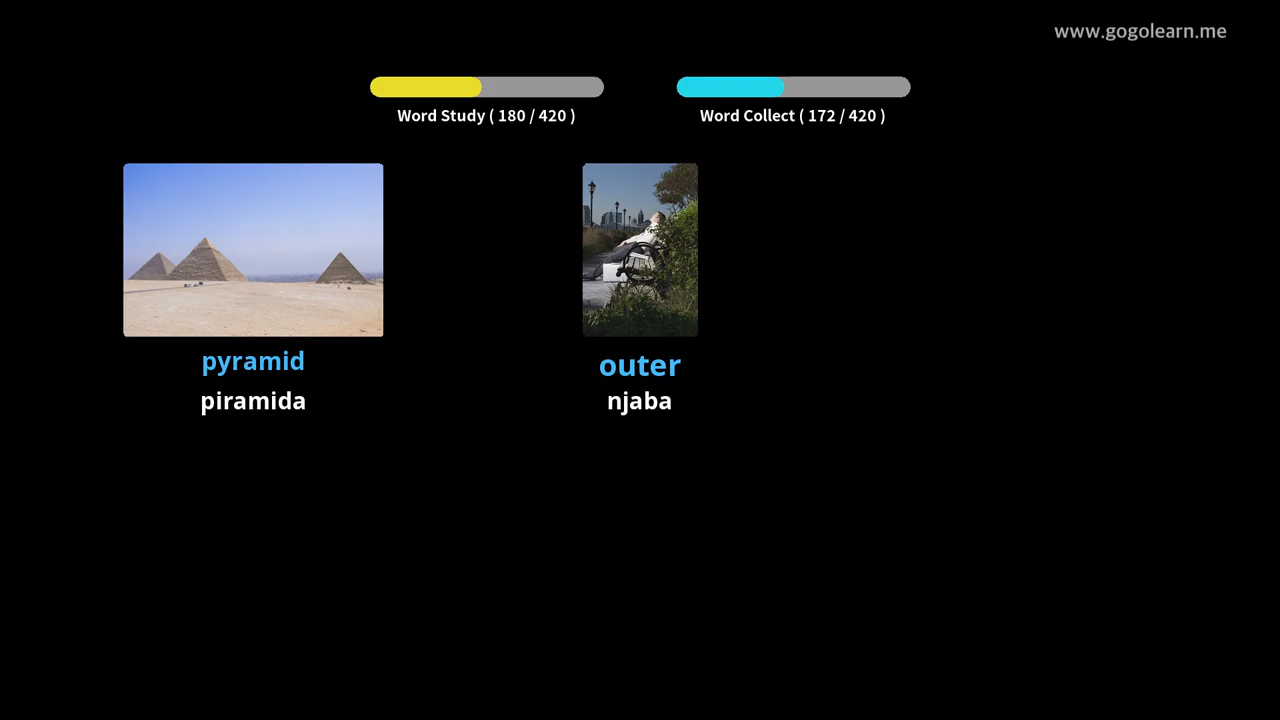 www.gogolearn.me
Word Study ( 180 / 420 )
Word Collect ( 172 / 420 )
pyramid
piramida
outer
njaba